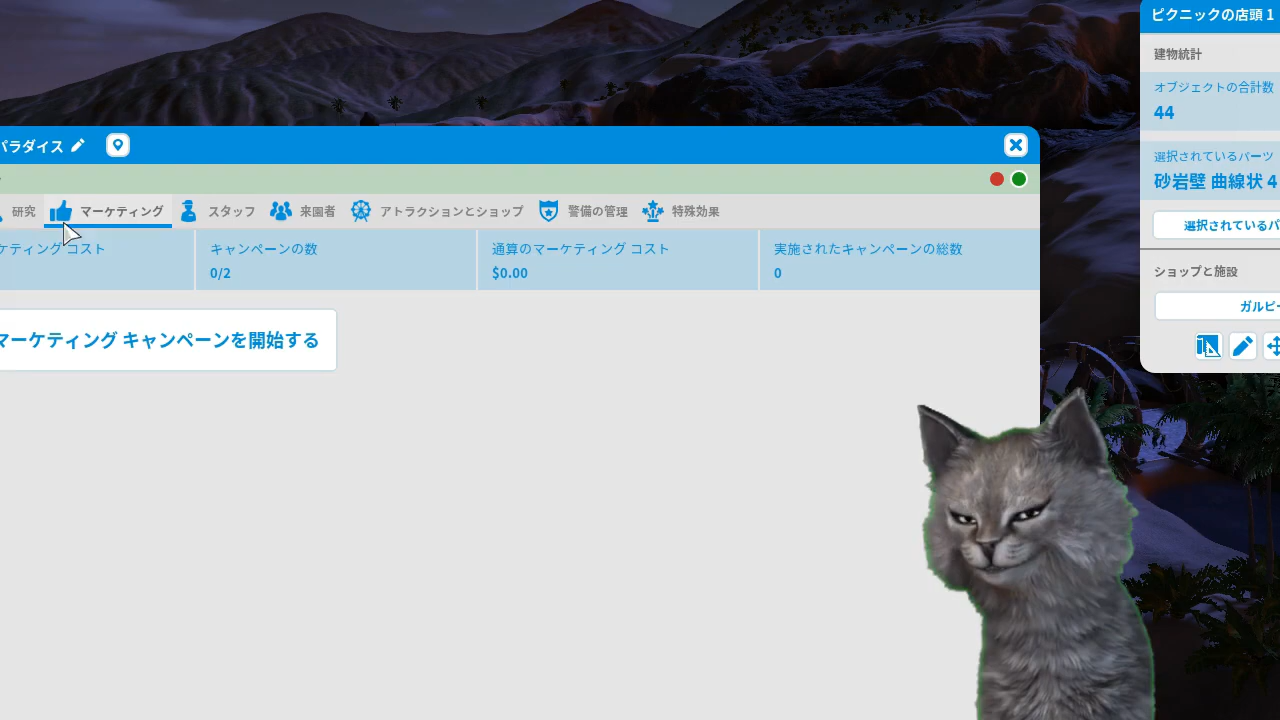 ピクニックの店頭 1
建物統計
オブジェクトの合計数
44
選択されているパーツ
砂岩壁 曲線状 4
選択されているパ
ショップと施設
ガルピー
パラダイス
研究 マーケティング スタッフ 来園者 アトラクションとショップ 警備の管理 特殊効果
ケティング コスト キャンペーンの数 通算のマーケティング コスト 実施されたキャンペーンの総数
0/2 $0.00 0
マーケティング キャンペーンを開始する